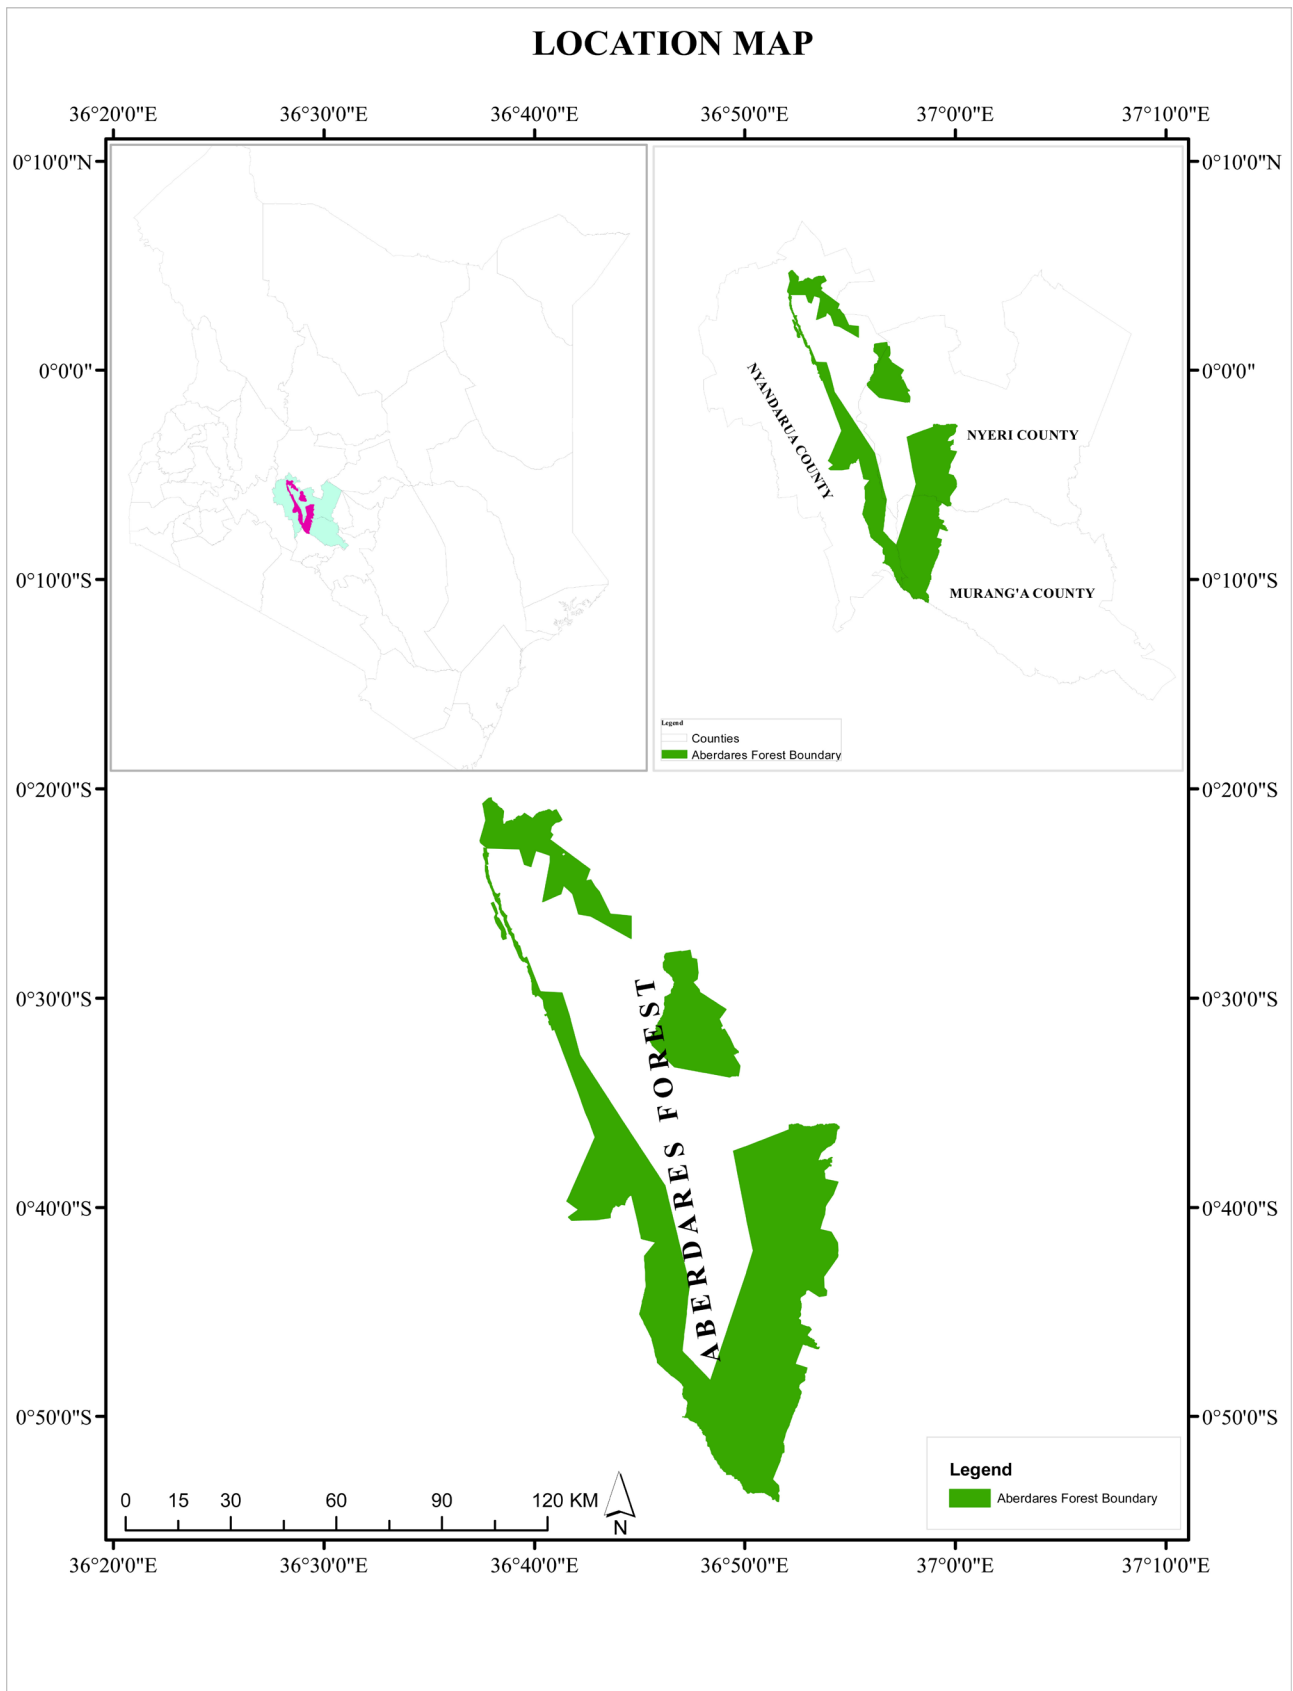 LOCATION MAP
36°20'0"E 36°30'0"E 36°40'0"E 36°50'0"E 37°0'0"E 37°10'0"E
0°10'0"N 0°10'0"N
0°0'0" 0°0'0"
NYANDARUA COUNTY
NYERI COUNTY
0°10'0"S 0°10'0"S
MURANG'A COUNTY
Legend
Counties
Aberdares Forest Boundary
0°20'0"S 0°20'0"S
0°30'0"S 0°30'0"S
ABERDARES FOREST
0°40'0"S 0°40'0"S
0°50'0"S 0°50'0"S
Legend
Aberdares Forest Boundary
0 15 30 60 90 120 KM
N
36°20'0"E 36°30'0"E 36°40'0"E 36°50'0"E 37°0'0"E 37°10'0"E